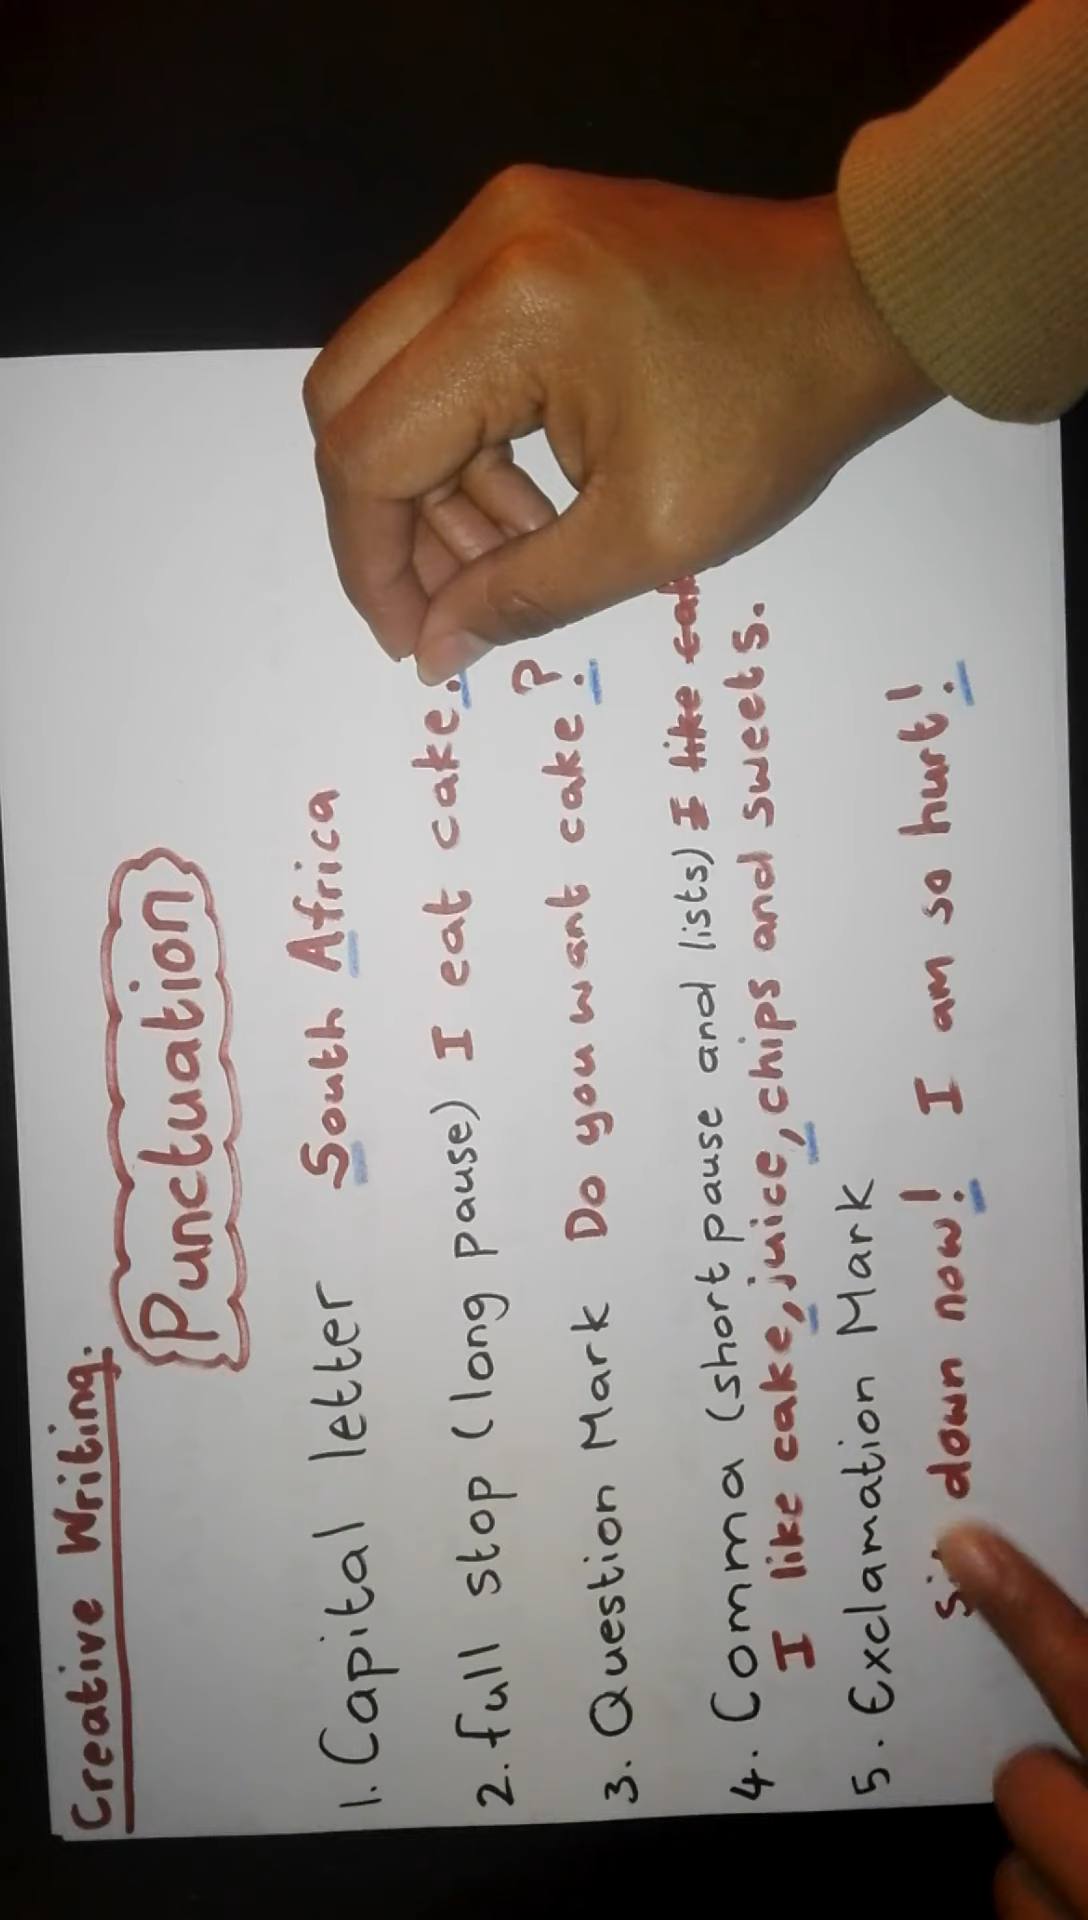 Creative Writing.
Punctuation
1. Capital letter South Africa
2. full stop (long pause) I eat cake.
3. Question Mark Do you want cake?
?
4. Comma (short pause and lists) I like
I like cake, juice, chips and sweets.
5. Exclamation Mark
down now! I am so hurt!